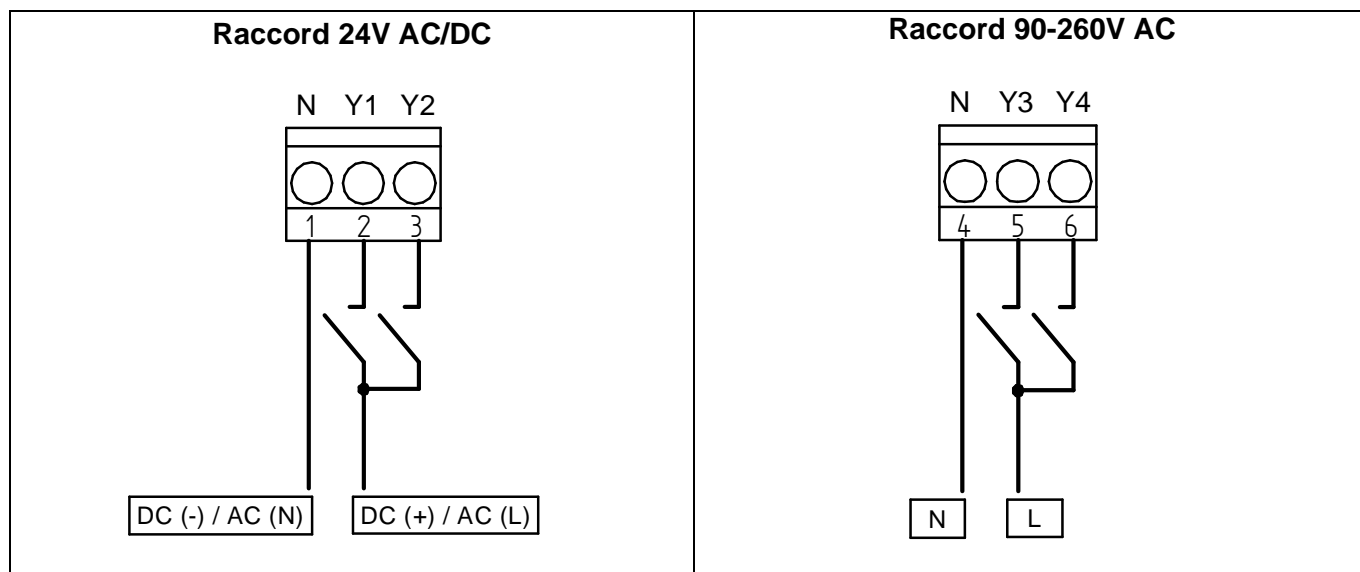 Raccord 24V AC/DC
N Y1 Y2
1 2 3
DC (-) / AC (N)
DC (+) / AC (L)
Raccord 90-260V AC
N Y3 Y4
4 5 6
N
L